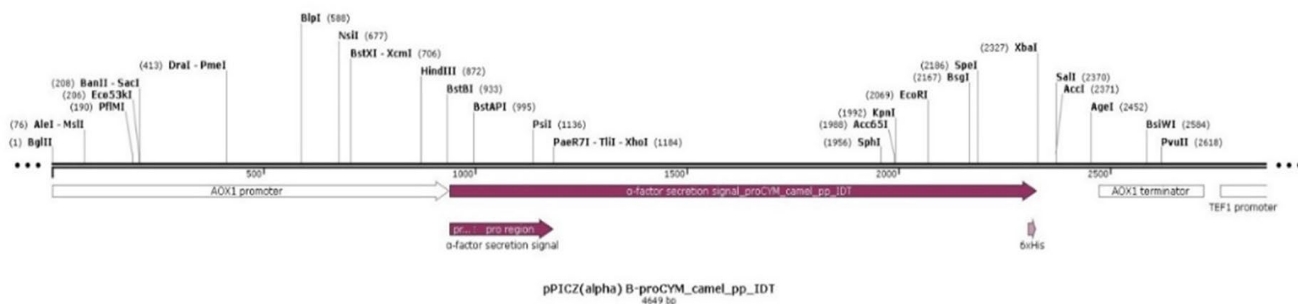 BlpI (588)
NsiI (677)
(2327) XbaI
(413) DraI - PmeI
BstXI - XcmI (706)
(2186) SpeI
(208) BanII - SacI
HindIII (872)
(2167) BsgI
SalI (2370)
(206) Eco53kI
BstBI (933)
(2069) EcoRI
AccI (2371)
(190) PflMI
BstAPI (995)
(1992) KpnI
AgeI (2452)
(76) AleI - MslI
PsiI (1136)
(1988) Acc65I
BsiWI (2584)
(1) BglII
PaeR7I - TliI - XhoI (1184)
(1956) SphI
PvuII (2618)
500 1000 1500 2000 2500
AOX1 promoter α-factor secretion signal_proCYM_camel_pp_IDT AOX1 terminator
TEF1 promoter
pr... pro region
α-factor secretion signal 6xHis
pPICZ(alpha) B-proCYM_camel_pp_IDT
4649 bp